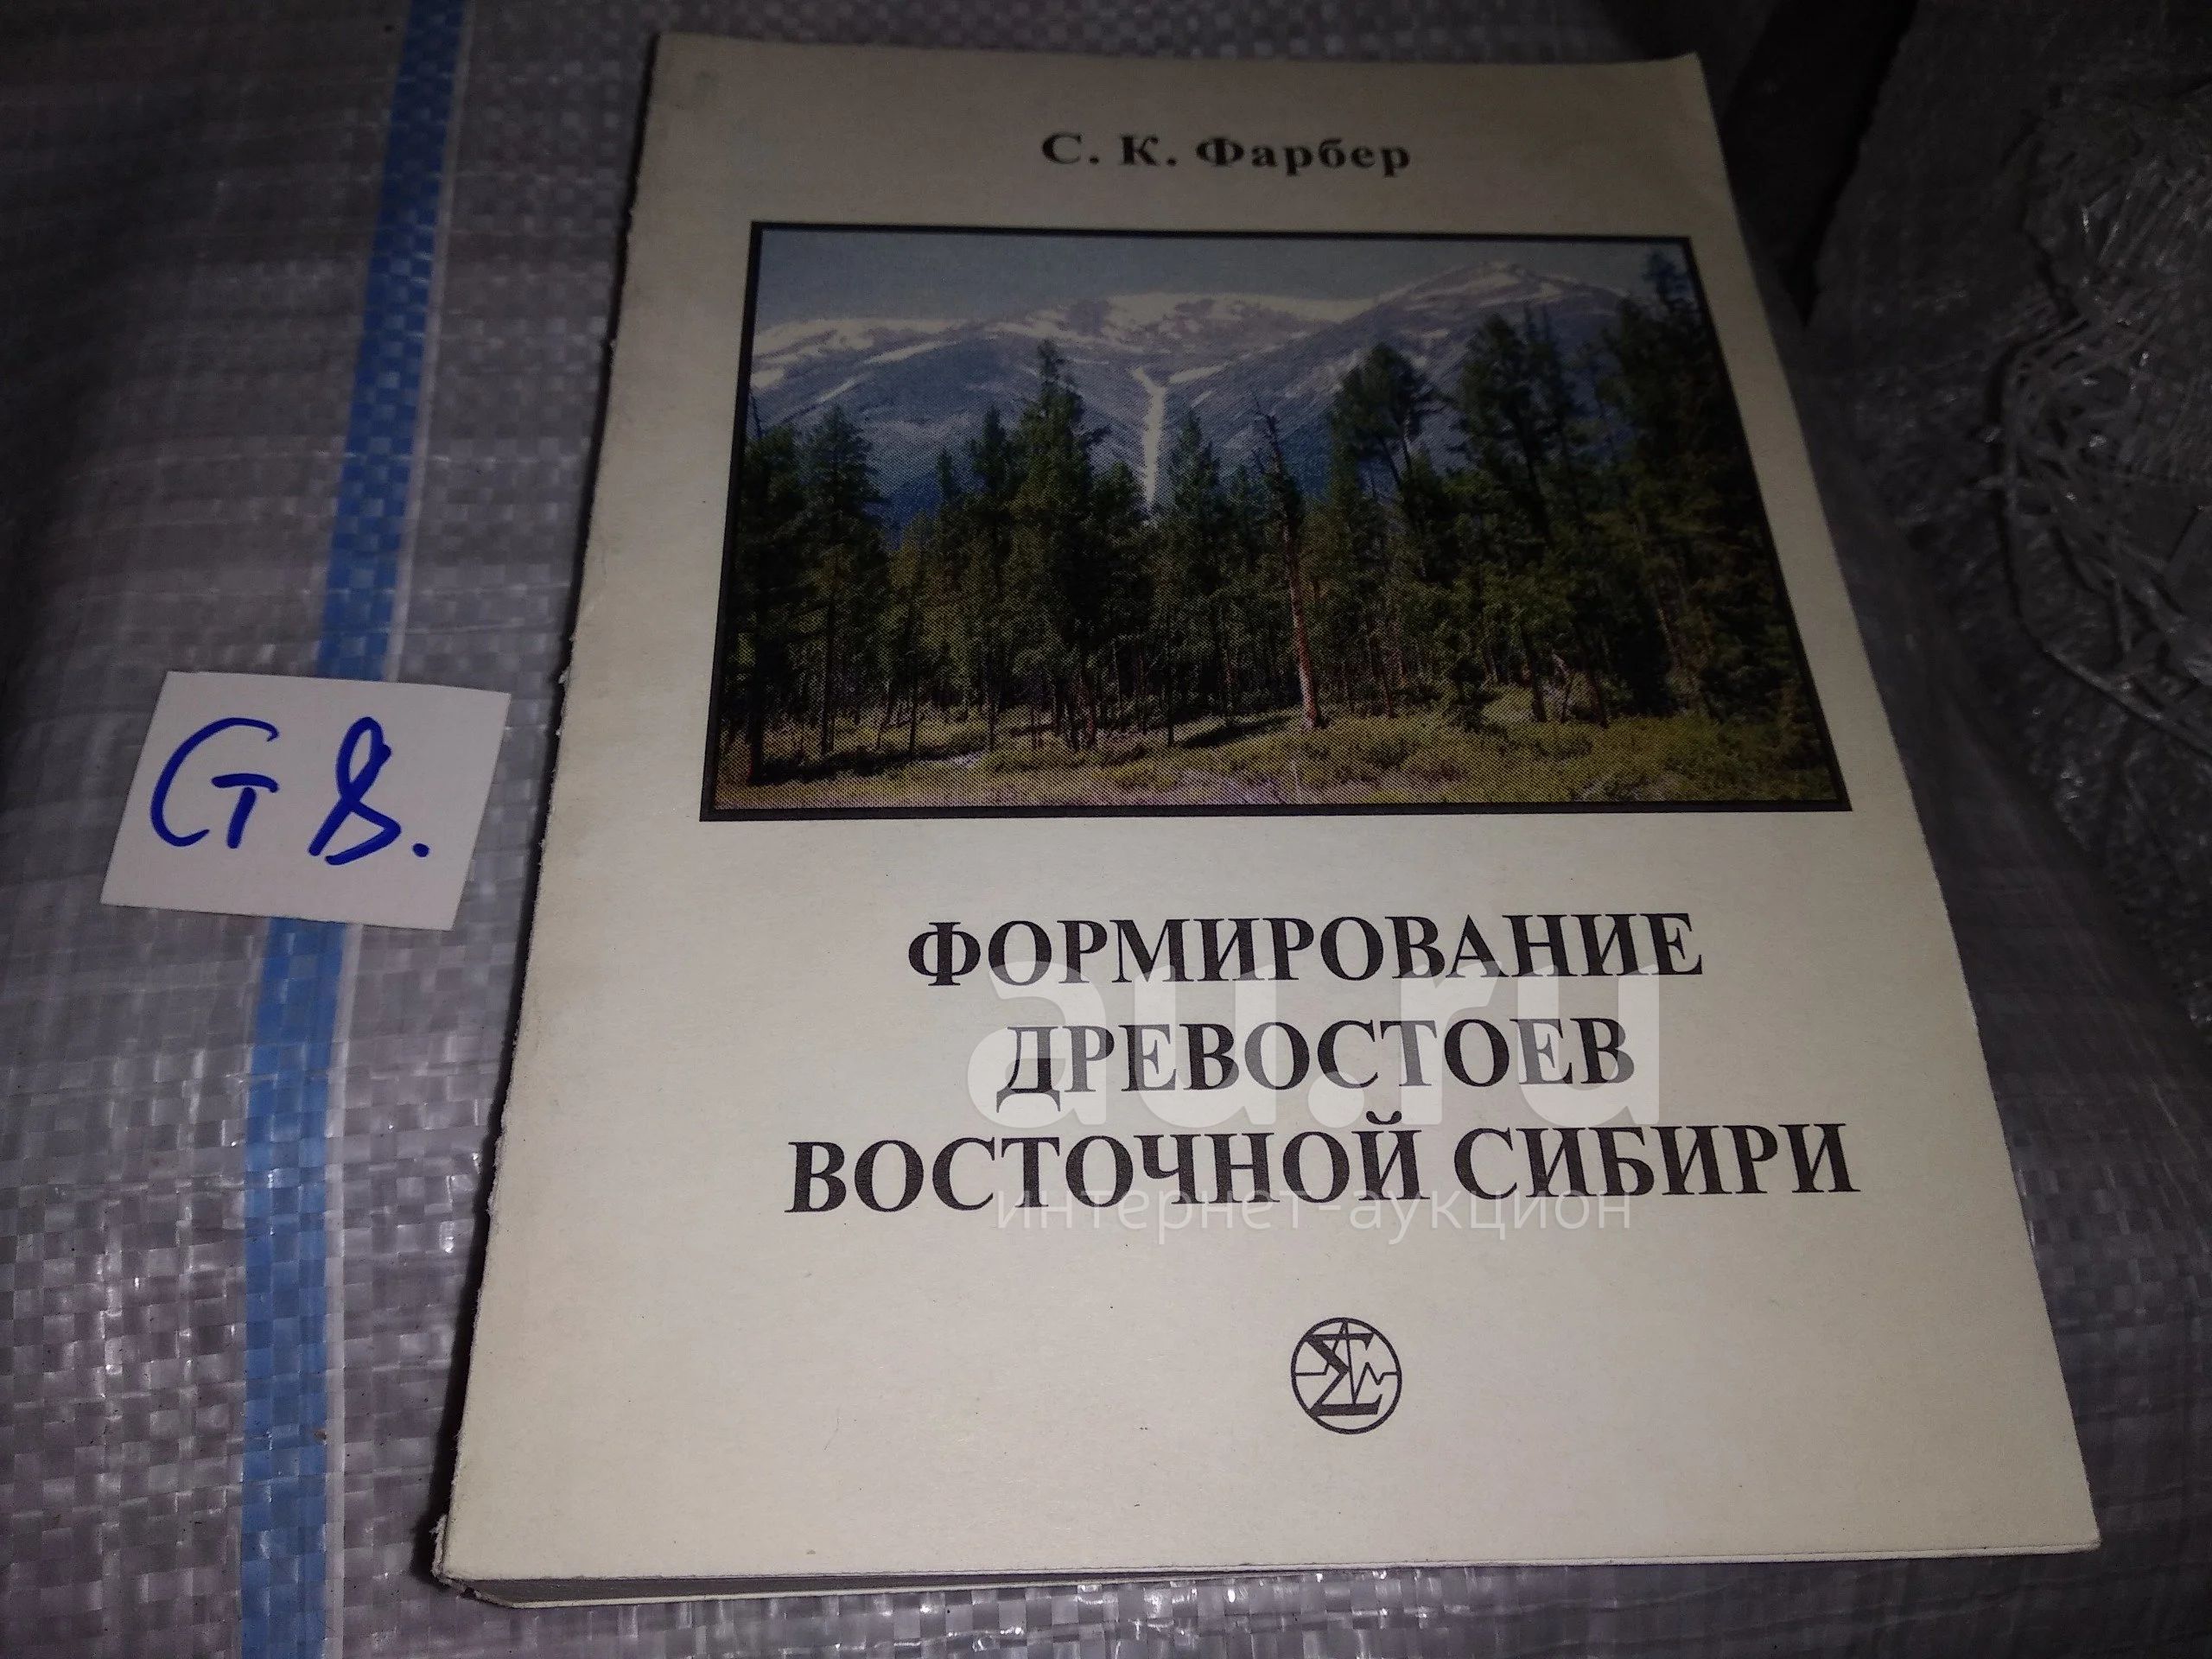 С. К. Фарбер
Ст 8.
ФОРМИРОВАНИЕ
ДРЕВОСТОЕВ
ВОСТОЧНОЙ СИБИРИ
au.ru
интернет-аукцион